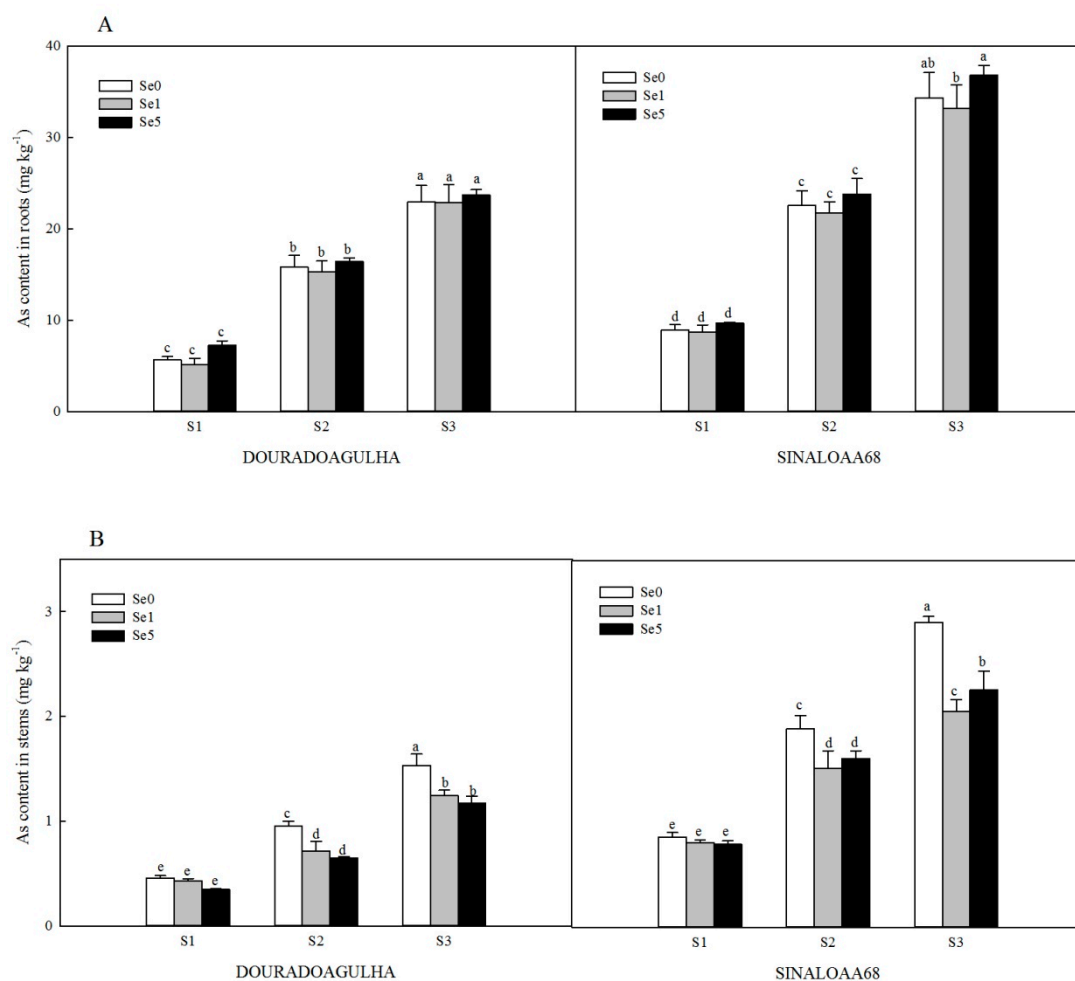 A
As content in roots (mg kg-1)
40
30
20
10
0
Se0
Se1
Se5
c c c
b b b
a a a
S1 S2 S3
DOURADOAGULHA
Se0
Se1
Se5
d d d
c c c
ab b a
S1 S2 S3
SINALOAA68
B
As content in stems (mg kg-1)
3
2
1
0
Se0
Se1
Se5
e e e
c d d
a b b
S1 S2 S3
DOURADOAGULHA
Se0
Se1
Se5
e e e
c d d
a c b
S1 S2 S3
SINALOAA68